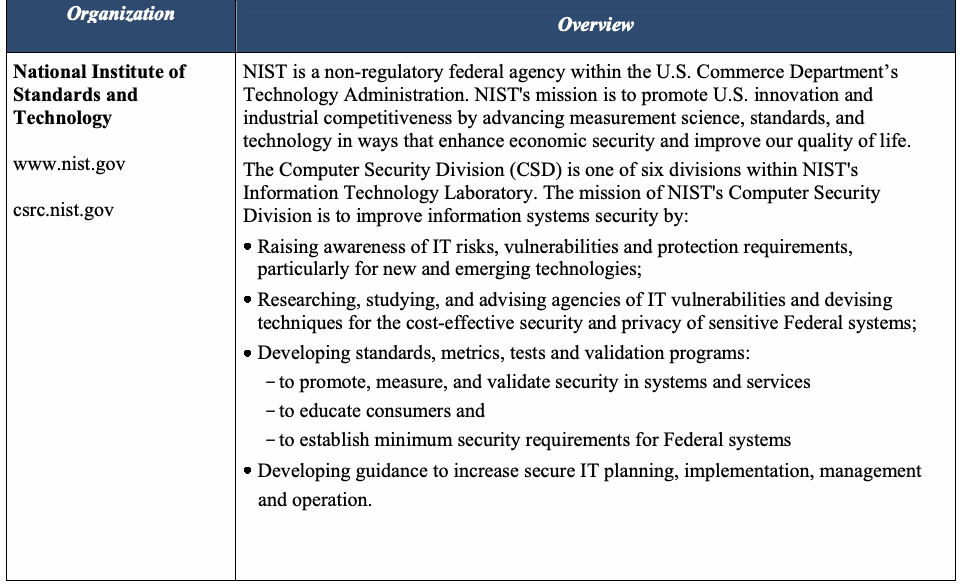 Organization
Overview
National Institute of
Standards and
Technology
www.nist.gov
csrc.nist.gov
NIST is a non-regulatory federal agency within the U.S. Commerce Department's
Technology Administration. NIST's mission is to promote U.S. innovation and
industrial competitiveness by advancing measurement science, standards, and
technology in ways that enhance economic security and improve our quality of life.
The Computer Security Division (CSD) is one of six divisions within NIST's
Information Technology Laboratory. The mission of NIST's Computer Security
Division is to improve information systems security by:
• Raising awareness of IT risks, vulnerabilities and protection requirements,
particularly for new and emerging technologies;
• Researching, studying, and advising agencies of IT vulnerabilities and devising
techniques for the cost-effective security and privacy of sensitive Federal systems;
• Developing standards, metrics, tests and validation programs:
– to promote, measure, and validate security in systems and services
– to educate consumers and
– to establish minimum security requirements for Federal systems
• Developing guidance to increase secure IT planning, implementation, management
and operation.